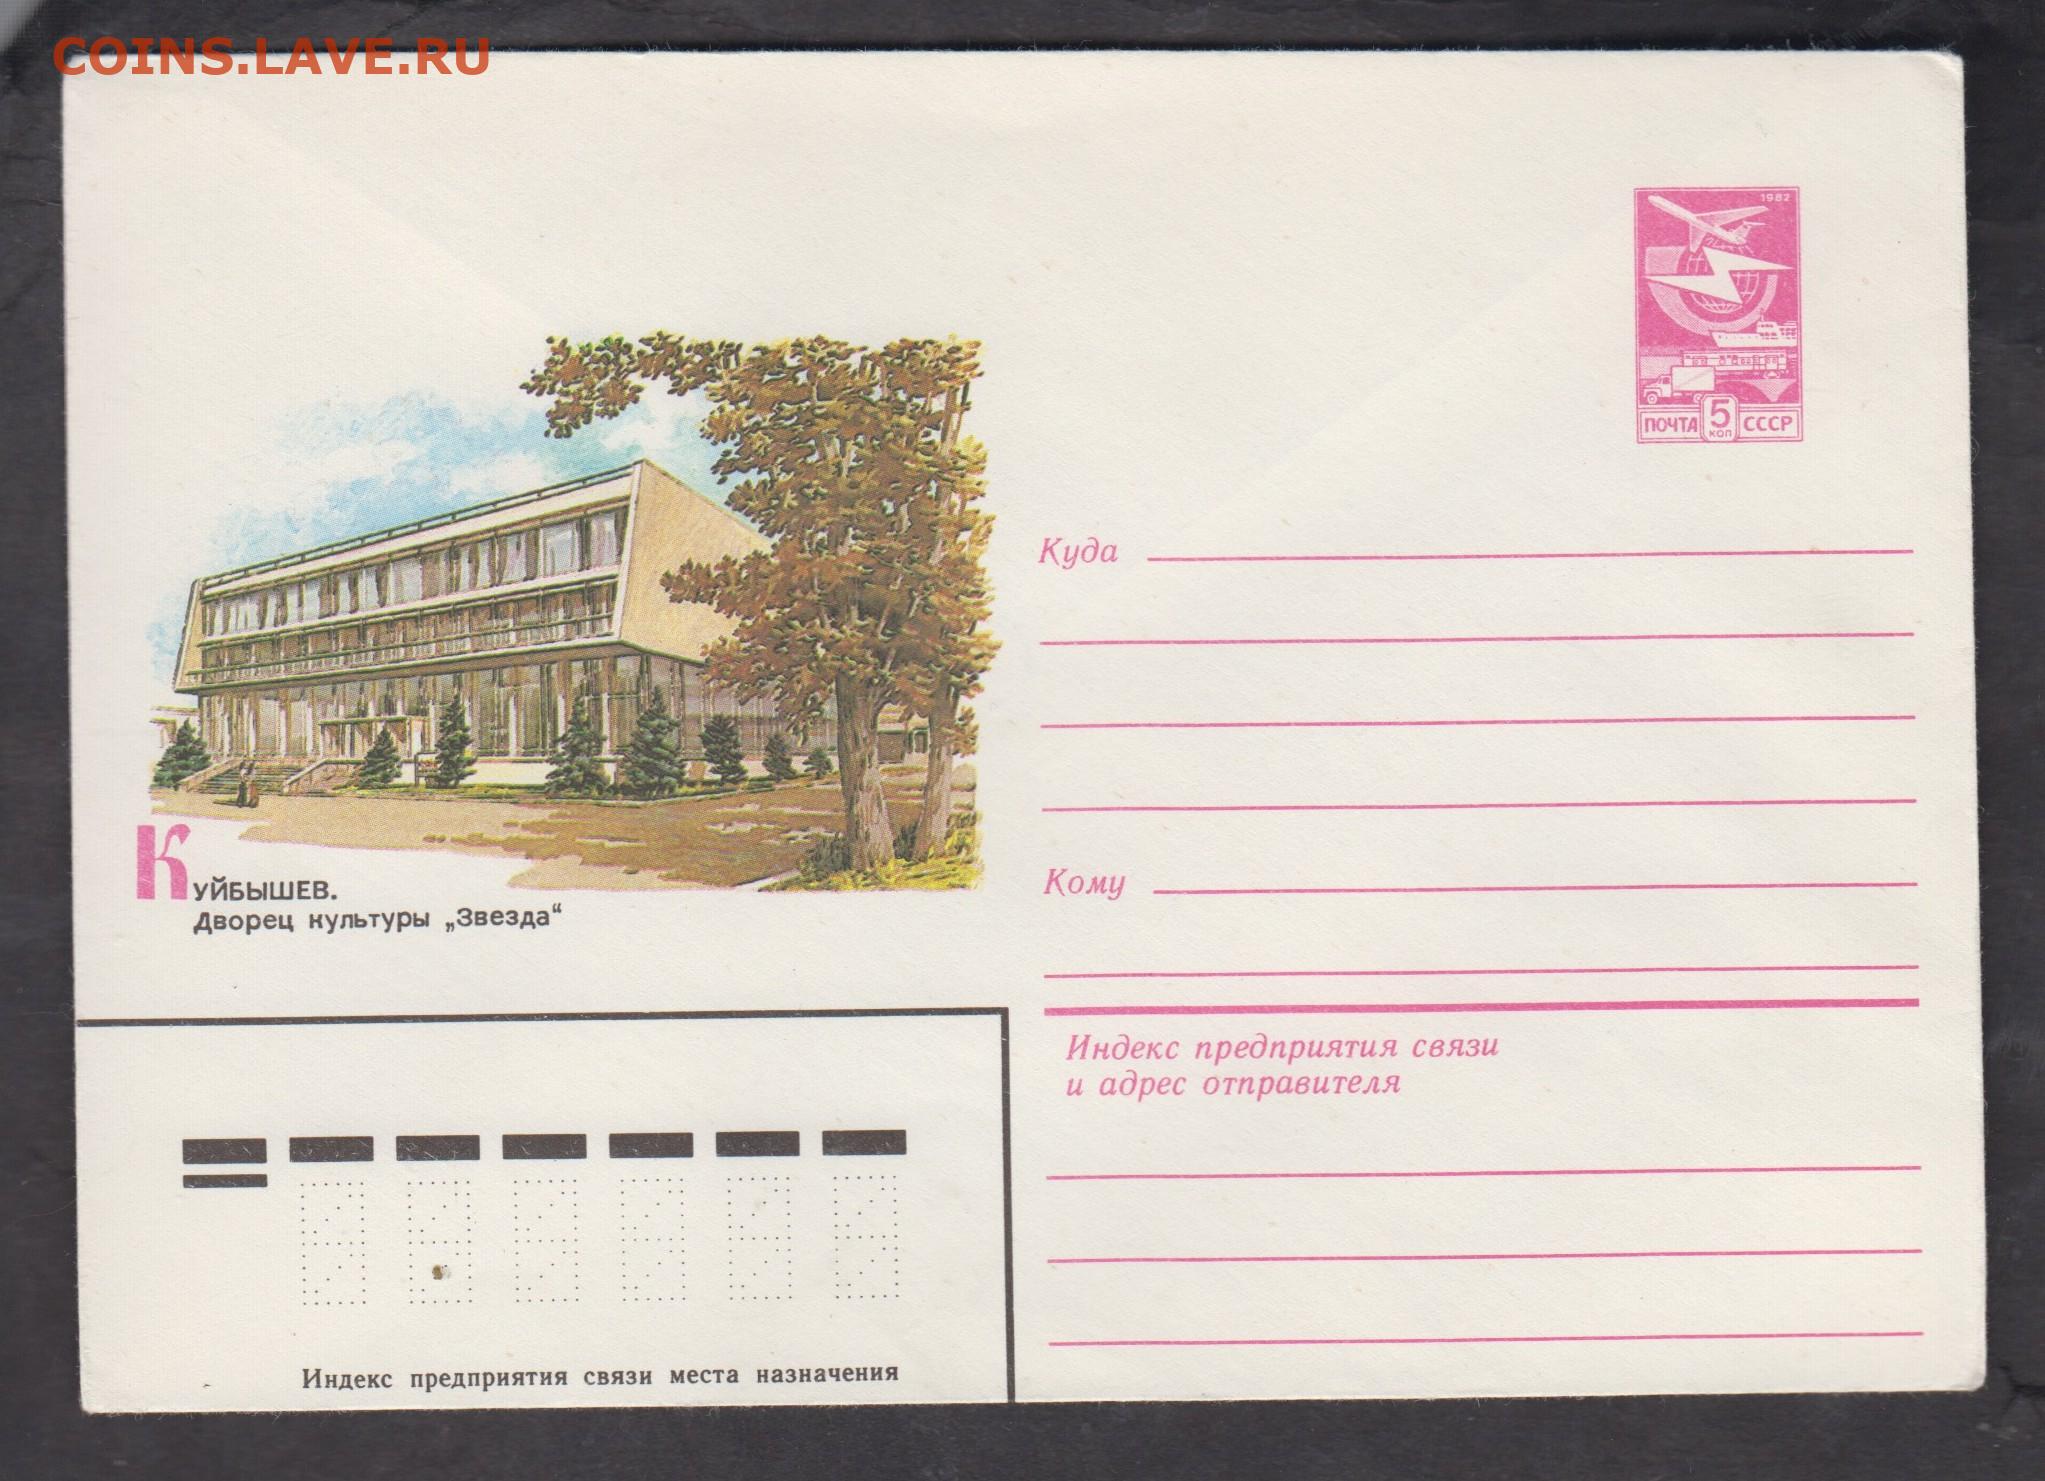 COINS.LAVE.RU
1982
ПОЧТА 5 КОП СССР
Куда
Кому
КУЙБЫШЕВ.
Дворец культуры „Звезда“
Индекс предприятия связи
и адрес отправителя
Индекс предприятия связи места назначения